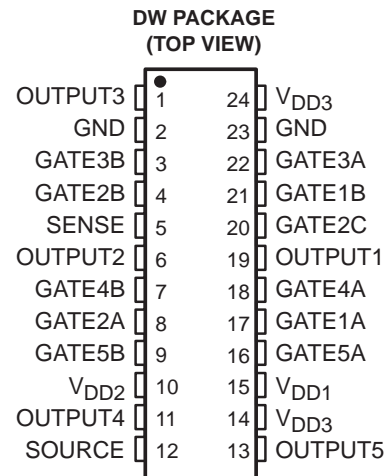 DW PACKAGE
(TOP VIEW)
OUTPUT3 1 24 VDD3
GND 2 23 GND
GATE3B 3 22 GATE3A
GATE2B 4 21 GATE1B
SENSE 5 20 GATE2C
OUTPUT2 6 19 OUTPUT1
GATE4B 7 18 GATE4A
GATE2A 8 17 GATE1A
GATE5B 9 16 GATE5A
VDD2 10 15 VDD1
OUTPUT4 11 14 VDD3
SOURCE 12 13 OUTPUT5